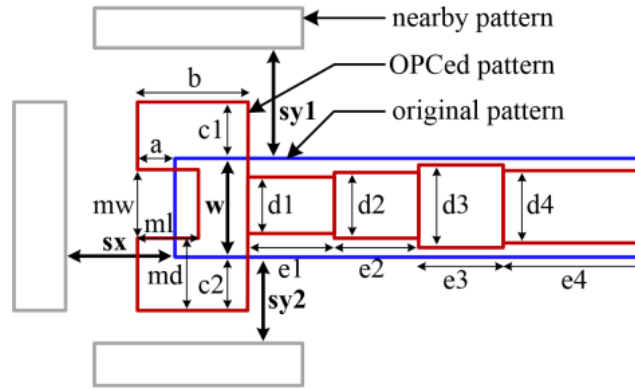 nearby pattern
b
OPCed pattern
sy1
c1
original pattern
a
mw
w
d1
d2
d3
d4
ml
sx
md
c2
e1
e2
e3
e4
sy2